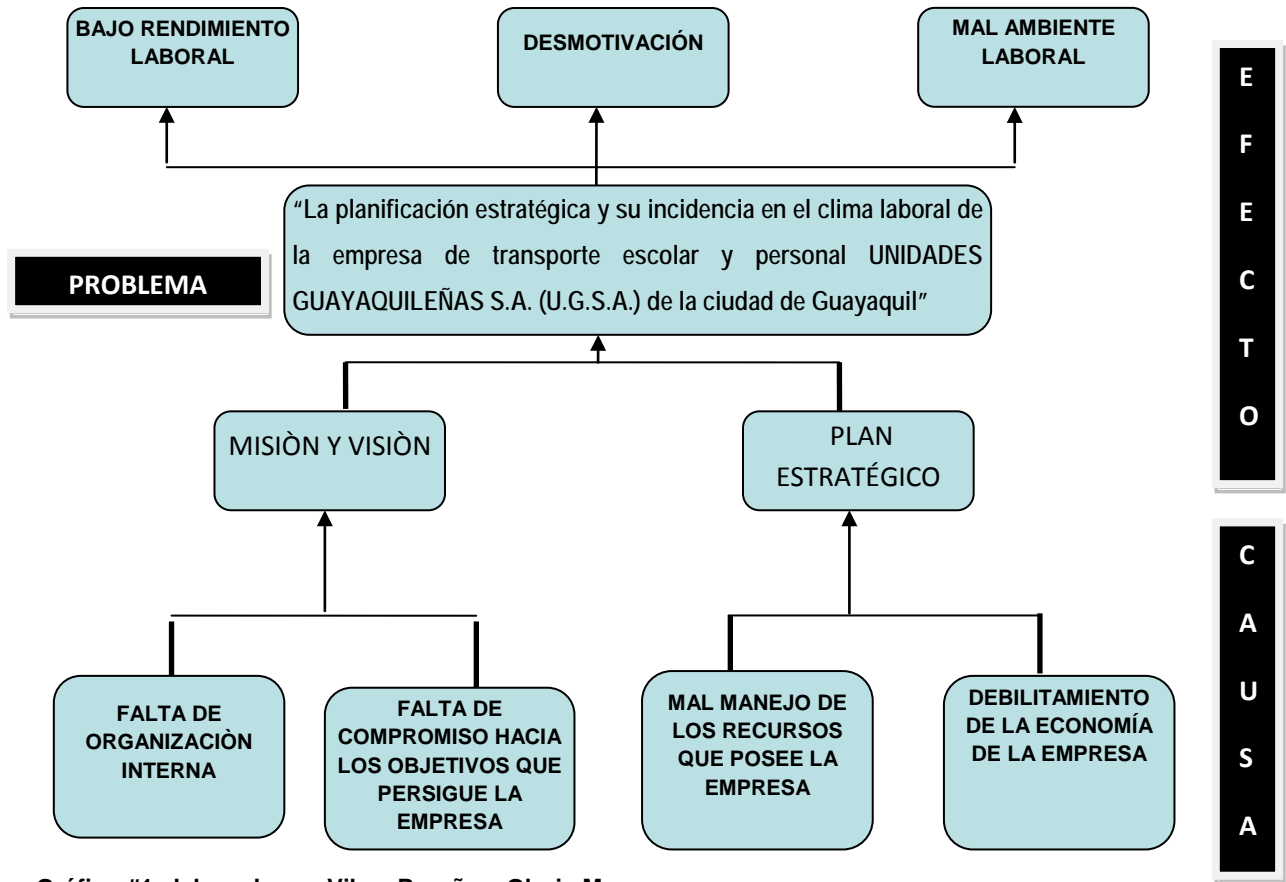 BAJO RENDIMIENTO
LABORAL
DESMOTIVACIÓN
MAL AMBIENTE
LABORAL
E
F
E
C
T
O
"La planificación estratégica y su incidencia en el clima laboral de
la empresa de transporte escolar y personal UNIDADES
GUAYAQUILEÑAS S.A. (U.G.S.A.) de la ciudad de Guayaquil"
PROBLEMA
MISIÒN Y VISIÒN
PLAN
ESTRATÉGICO
C
A
U
S
A
FALTA DE
ORGANIZACIÒN
INTERNA
FALTA DE
COMPROMISO HACIA
LOS OBJETIVOS QUE
PERSIGUE LA
EMPRESA
MAL MANEJO DE
LOS RECURSOS
QUE POSEE LA
EMPRESA
DEBILITAMIENTO
DE LA ECONOMÍA
DE LA EMPRESA